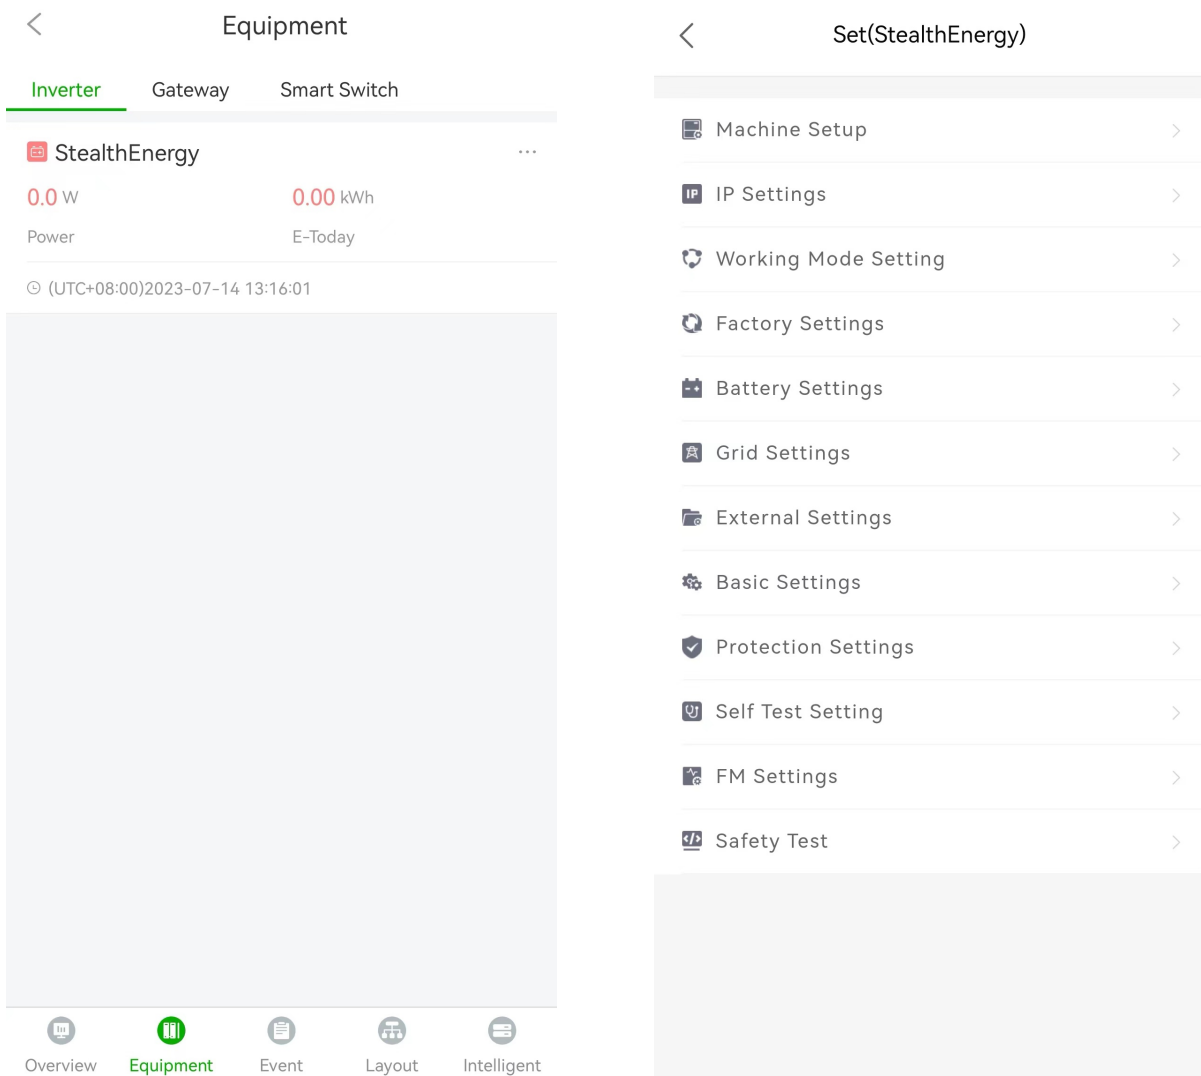 Equipment
Inverter Gateway Smart Switch
StealthEnergy
0.0 W 0.00 kWh
Power E-Today
(UTC+08:00)2023-07-14 13:16:01
Overview Equipment Event Layout Intelligent
Set(StealthEnergy)
Machine Setup
IP IP Settings
Working Mode Setting
Factory Settings
Battery Settings
Grid Settings
External Settings
Basic Settings
Protection Settings
Self Test Setting
FM Settings
Safety Test